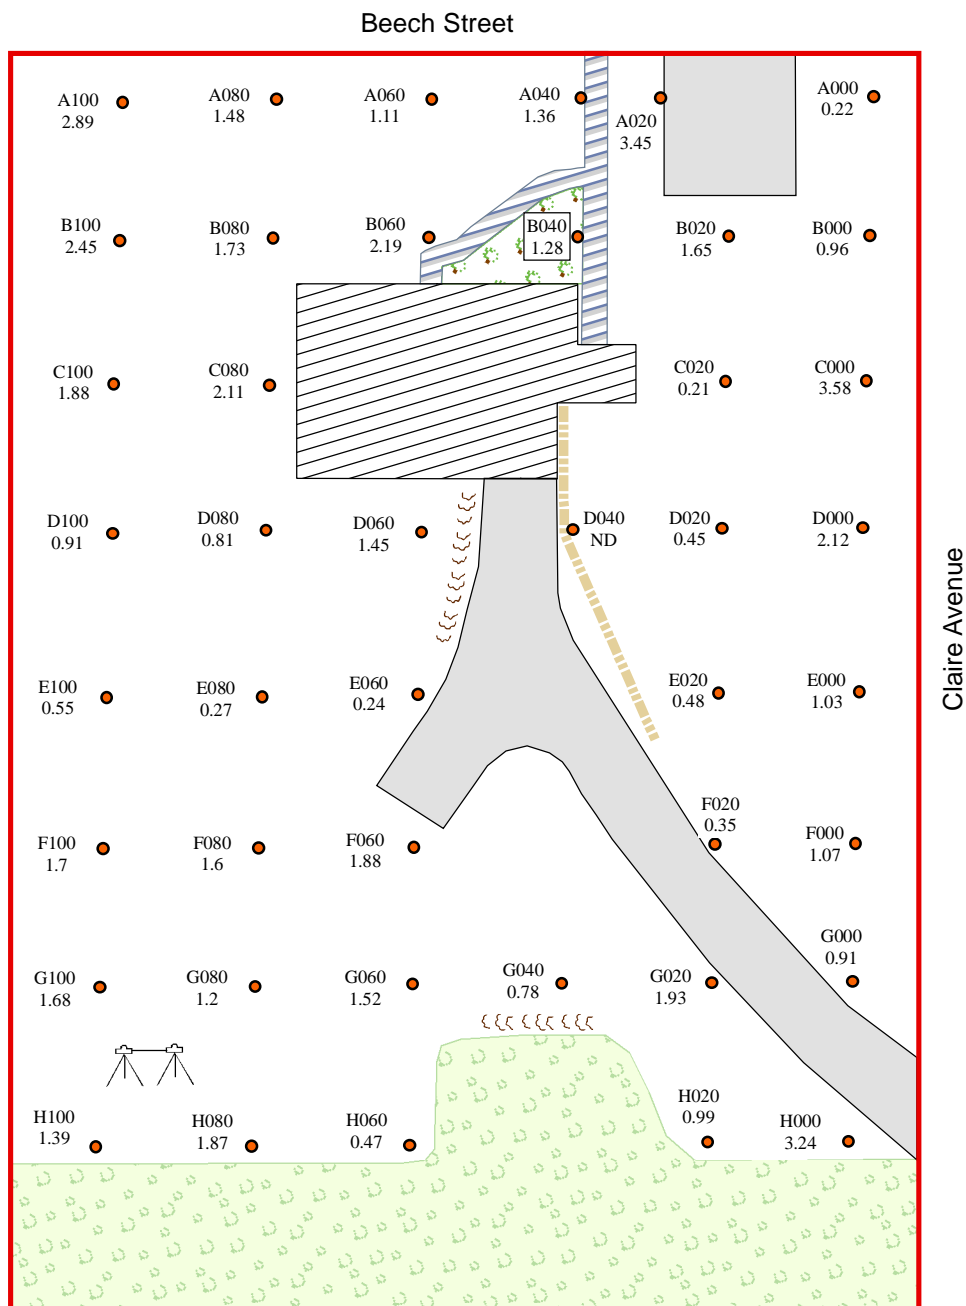 Beech Street
A100
2.89
A080
1.48
A060
1.11
A040
1.36
A020
3.45
A000
0.22
B100
2.45
B080
1.73
B060
2.19
B040
1.28
B020
1.65
B000
0.96
C100
1.88
C080
2.11
C020
0.21
C000
3.58
D100
0.91
D080
0.81
D060
1.45
D040
ND
D020
0.45
D000
2.12
Claire Avenue
E100
0.55
E080
0.27
E060
0.24
E020
0.48
E000
1.03
F100
1.7
F080
1.6
F060
1.88
F020
0.35
F000
1.07
G100
1.68
G080
1.2
G060
1.52
G040
0.78
G020
1.93
G000
0.91
H100
1.39
H080
1.87
H060
0.47
H020
0.99
H000
3.24